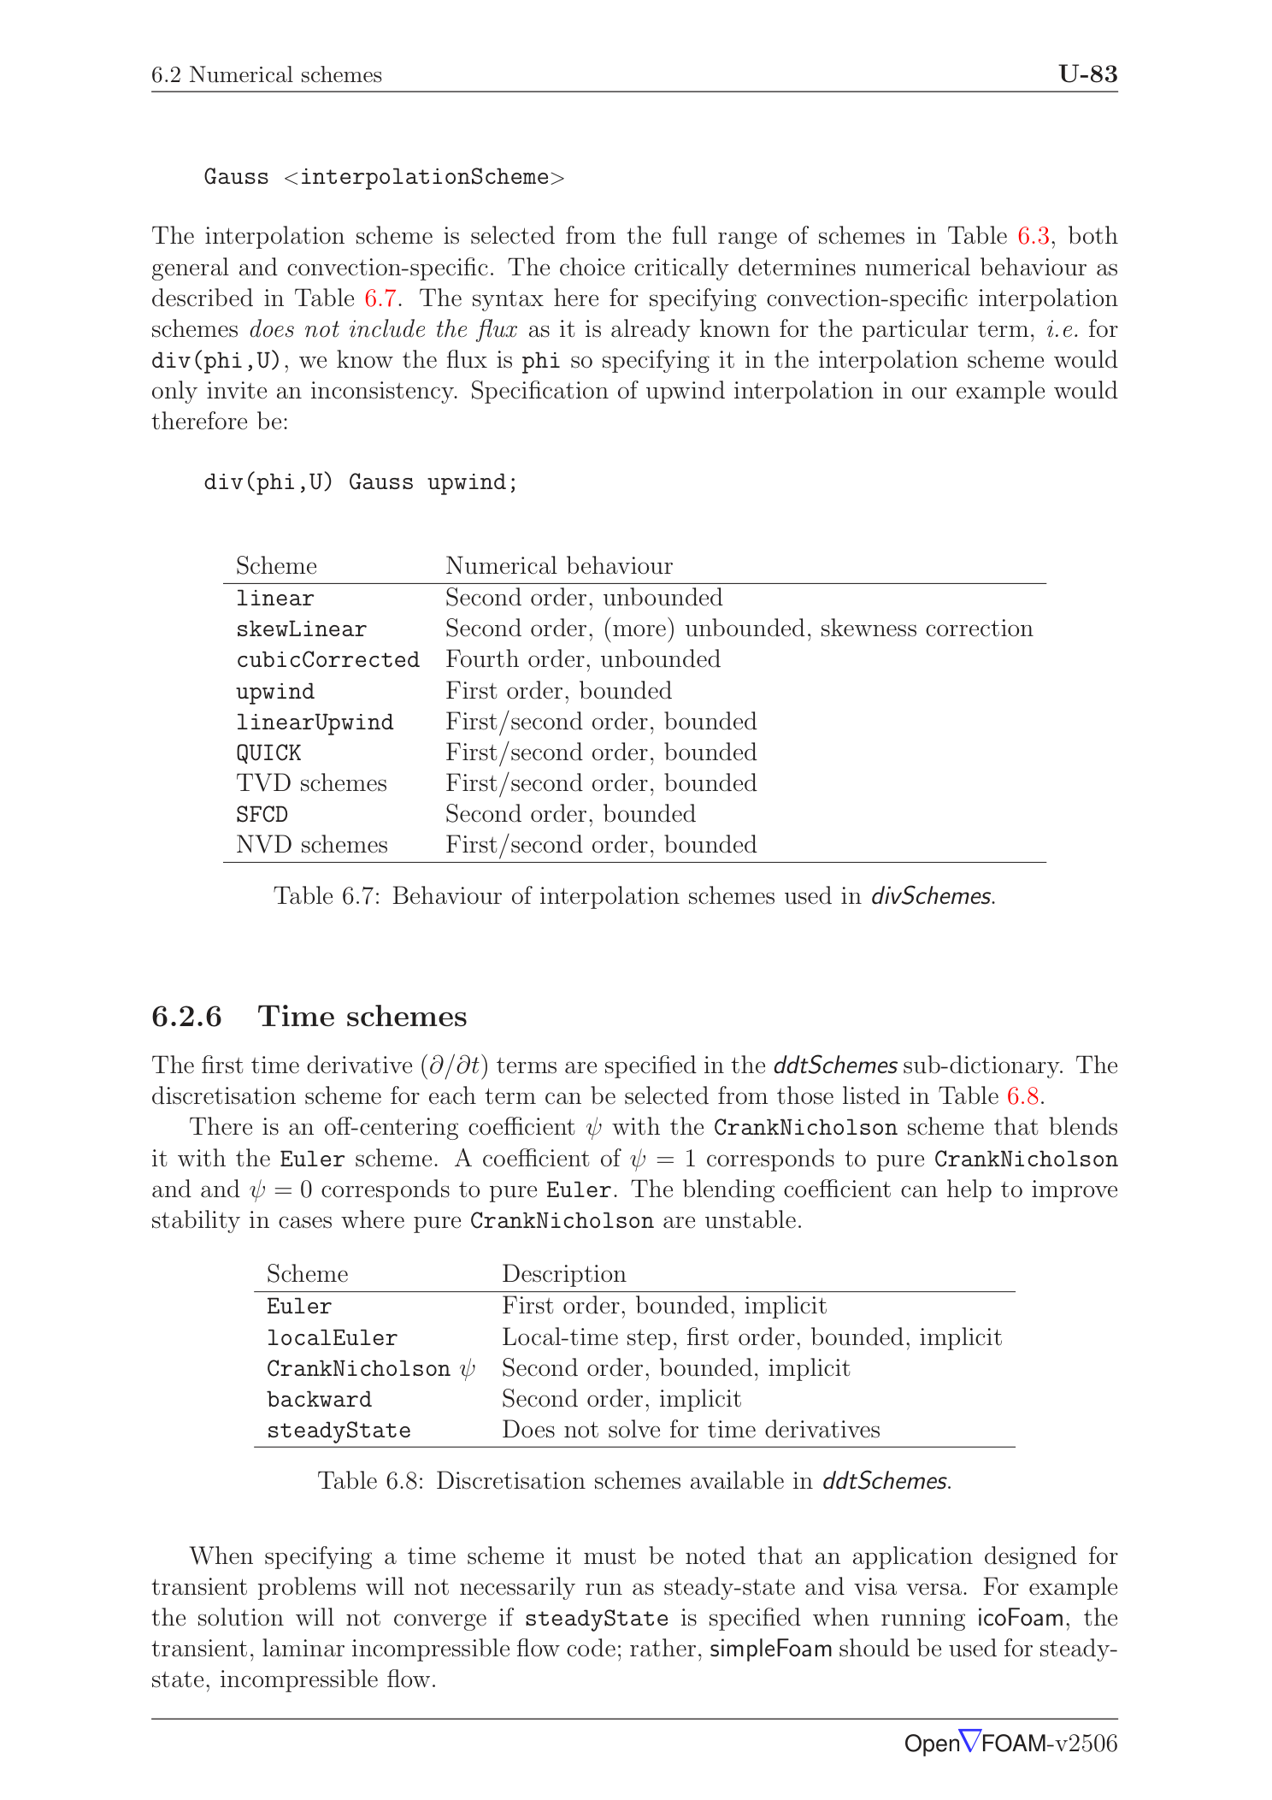 6.2 Numerical schemes U-83
Gauss <interpolationScheme>
The interpolation scheme is selected from the full range of schemes in Table 6.3, both
general and convection-specific. The choice critically determines numerical behaviour as
described in Table 6.7. The syntax here for specifying convection-specific interpolation
schemes does not include the flux as it is already known for the particular term, i.e. for
div(phi,U), we know the flux is phi so specifying it in the interpolation scheme would
only invite an inconsistency. Specification of upwind interpolation in our example would
therefore be:
div(phi,U) Gauss upwind;
Scheme Numerical behaviour
linear Second order, unbounded
skewLinear Second order, (more) unbounded, skewness correction
cubicCorrected Fourth order, unbounded
upwind First order, bounded
linearUpwind First/second order, bounded
QUICK First/second order, bounded
TVD schemes First/second order, bounded
SFCD Second order, bounded
NVD schemes First/second order, bounded
Table 6.7: Behaviour of interpolation schemes used in divSchemes.
6.2.6 Time schemes
The first time derivative (∂/∂t) terms are specified in the ddtSchemes sub-dictionary. The
discretisation scheme for each term can be selected from those listed in Table 6.8.
There is an off-centering coefficient ψ with the CrankNicholson scheme that blends
it with the Euler scheme. A coefficient of ψ = 1 corresponds to pure CrankNicholson
and and ψ = 0 corresponds to pure Euler. The blending coefficient can help to improve
stability in cases where pure CrankNicholson are unstable.
Scheme Description
Euler First order, bounded, implicit
localEuler Local-time step, first order, bounded, implicit
CrankNicholson ψ Second order, bounded, implicit
backward Second order, implicit
steadyState Does not solve for time derivatives
Table 6.8: Discretisation schemes available in ddtSchemes.
When specifying a time scheme it must be noted that an application designed for
transient problems will not necessarily run as steady-state and visa versa. For example
the solution will not converge if steadyState is specified when running icoFoam, the
transient, laminar incompressible flow code; rather, simpleFoam should be used for steady-
state, incompressible flow.
Open∇FOAM-v2506